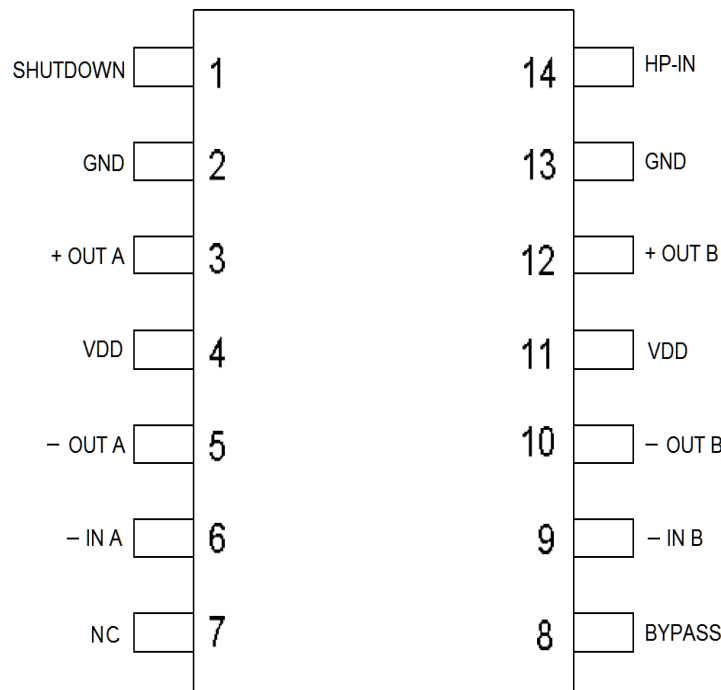 SHUTDOWN 1 14 HP-IN
GND 2 13 GND
+ OUT A 3 12 + OUT B
VDD 4 11 VDD
– OUT A 5 10 – OUT B
– IN A 6 9 – IN B
NC 7 8 BYPASS